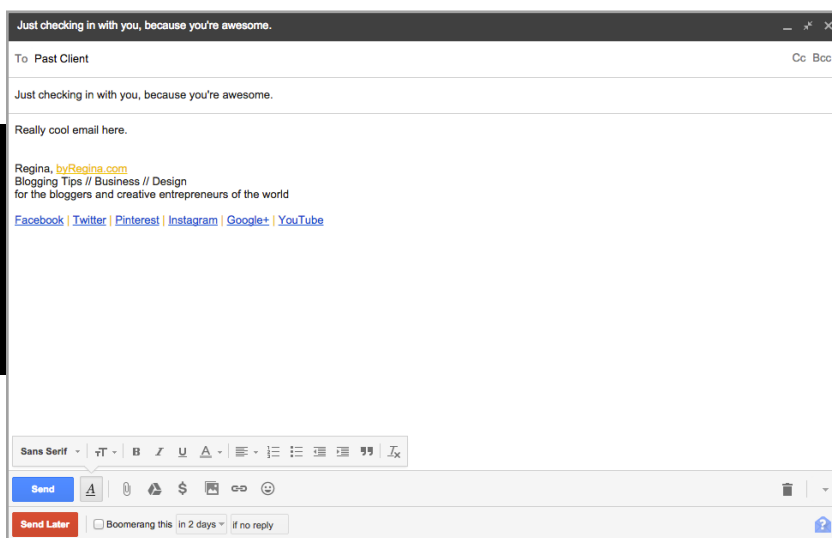 Just checking in with you, because you're awesome.
To Past Client Cc Bcc
Just checking in with you, because you're awesome.
Really cool email here.
Regina, byRegina.com
Blogging Tips // Business // Design
for the bloggers and creative entrepreneurs of the world
Facebook | Twitter | Pinterest | Instagram | Google+ | YouTube
Sans Serif
Send
Send Later Boomerang this in 2 days if no reply